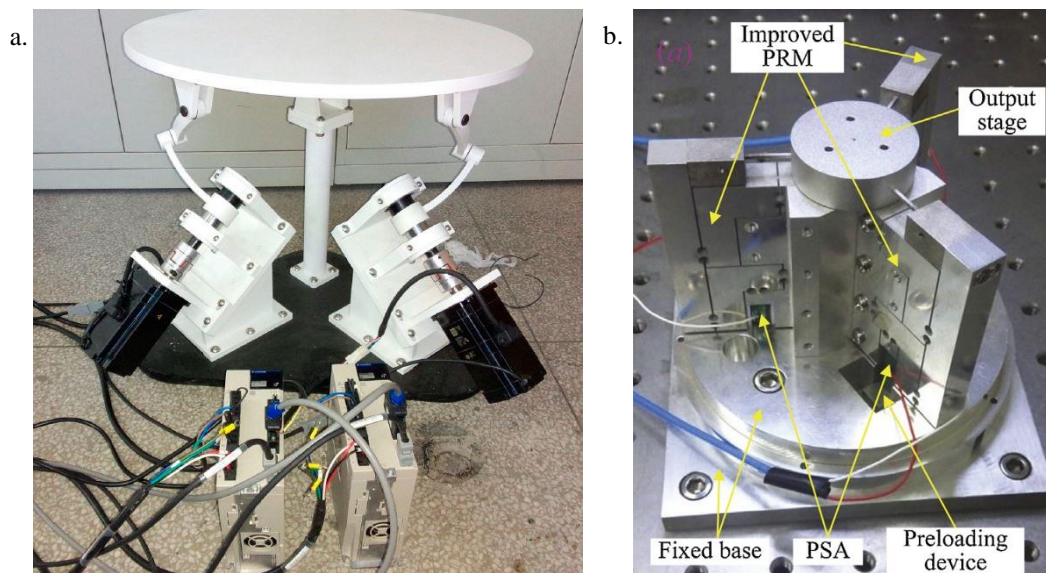 a.
b.
(a)
Improved
PRM
Output
stage
Fixed base
PSA
Preloading
device